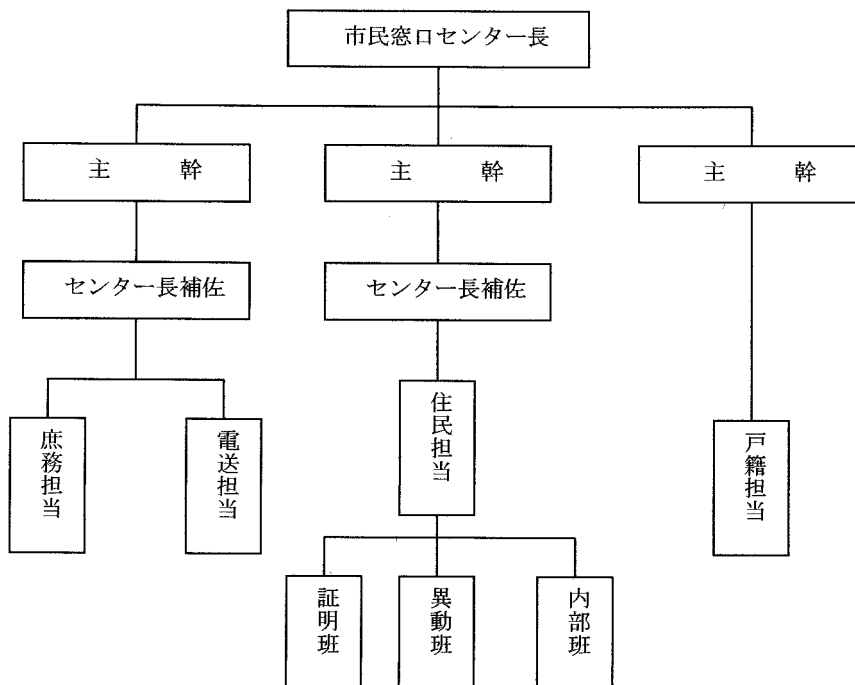 市民窓口センター長
主　　幹
主　　幹
主　　幹
センター長補佐
センター長補佐
庶務担当
電送担当
住民担当
戸籍担当
証明班
異動班
内部班